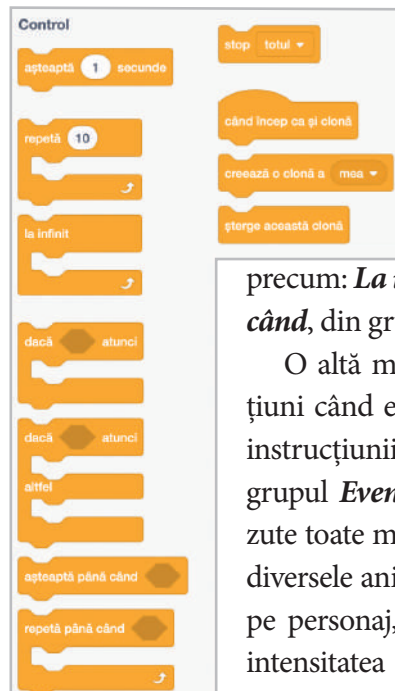 Control
așteaptă 1 secunde
repetă 10
la infinit
dacă atunci
dacă atunci
altfel
așteaptă până când
repetă până când
stop totul
când încep ca și clonă
creează o clonă a mea
șterge această clonă
precum: La
când, din gr
O altă m
țiuni când e
instrucțiunii
grupul Even
zute toate m
diversele ani
pe personaj,
intensitatea